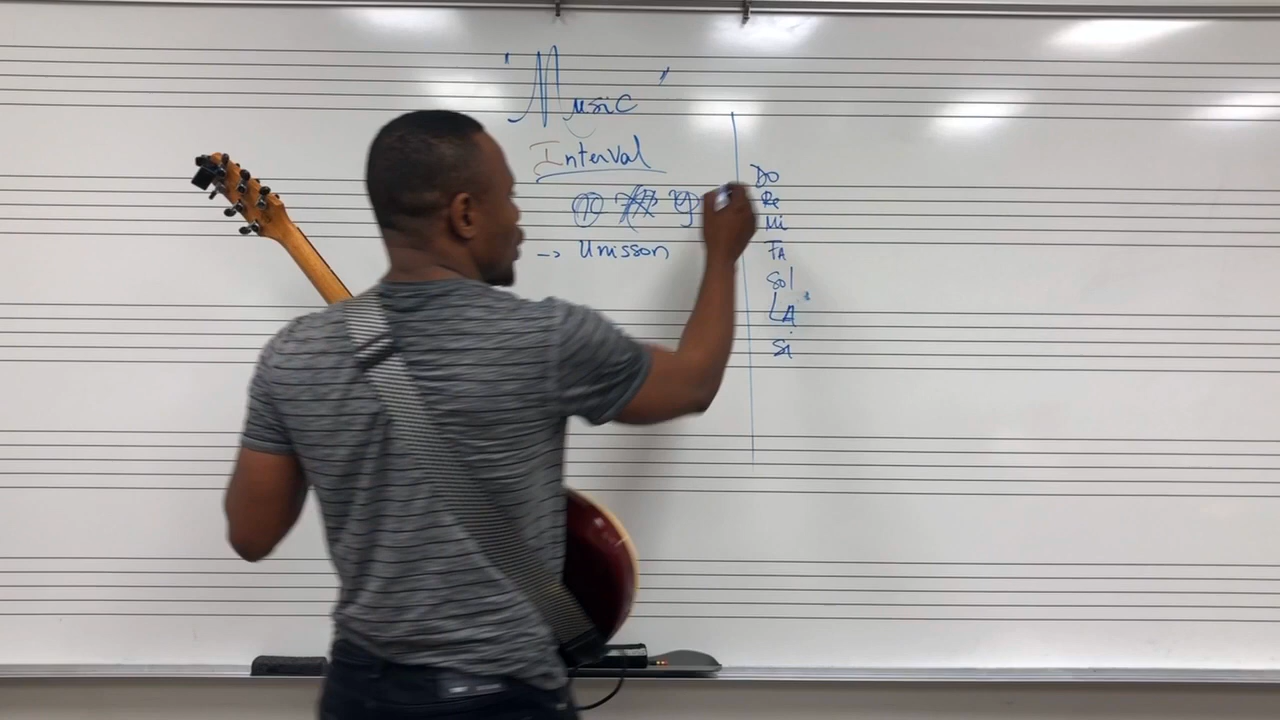 "Music"
Interval
-> Unisson
Do
Re
Mi
FA
Sol
LA
Si